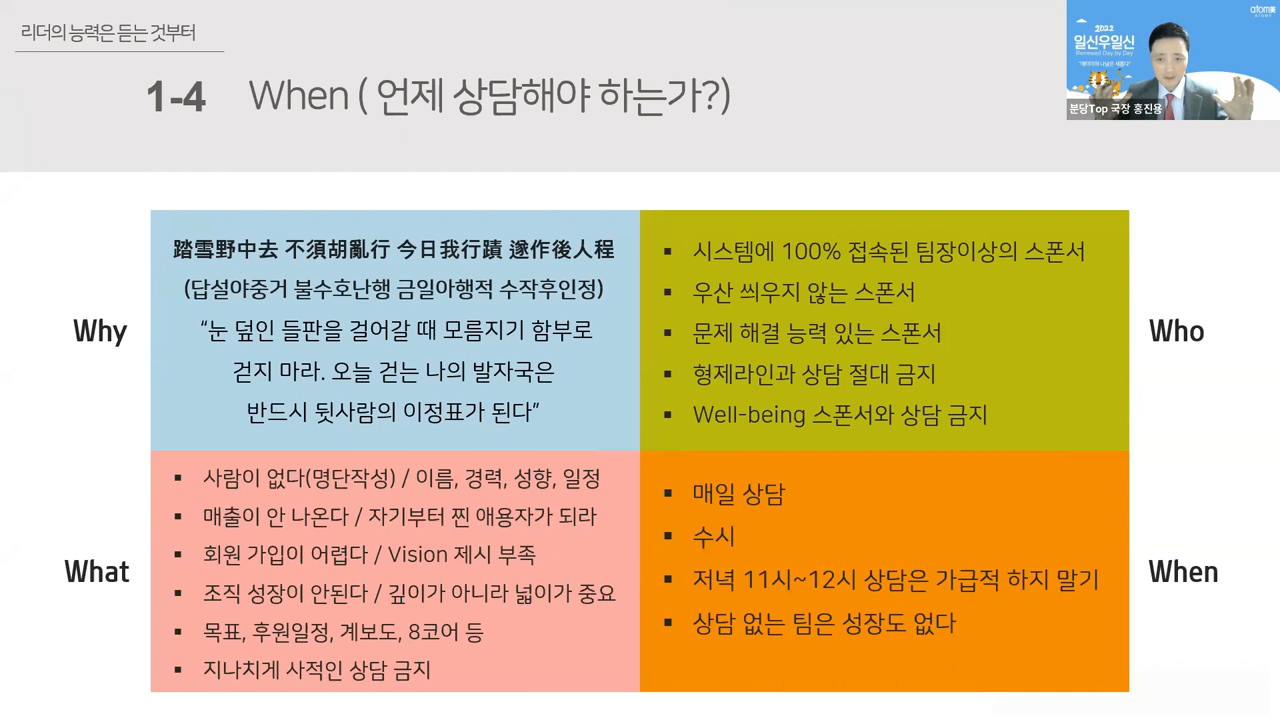 리더의 능력은 듣는 것부터
1-4 When ( 언제 상담해야 하는가?)
atom美
ATOMY
2022
일신우일신
Renewed Day by Day
분당Top 국장 홍진용
Why
踏雪野中去 不須胡亂行 今日我行蹟 遂作後人程
(답설야중거 불수호난행 금일아행적 수작후인정)
“눈 덮인 들판을 걸어갈 때 모름지기 함부로
걷지 마라. 오늘 걷는 나의 발자국은
반드시 뒷사람의 이정표가 된다”
▪ 시스템에 100% 접속된 팀장이상의 스폰서
▪ 우산 씌우지 않는 스폰서
▪ 문제 해결 능력 있는 스폰서
▪ 형제라인과 상담 절대 금지
▪ Well-being 스폰서와 상담 금지
Who
What
▪ 사람이 없다(명단작성) / 이름, 경력, 성향, 일정
▪ 매출이 안 나온다 / 자기부터 찐 애용자가 되라
▪ 회원 가입이 어렵다 / Vision 제시 부족
▪ 조직 성장이 안된다 / 깊이가 아니라 넓이가 중요
▪ 목표, 후원일정, 계보도, 8코어 등
▪ 지나치게 사적인 상담 금지
▪ 매일 상담
▪ 수시
▪ 저녁 11시~12시 상담은 가급적 하지 말기
▪ 상담 없는 팀은 성장도 없다
When